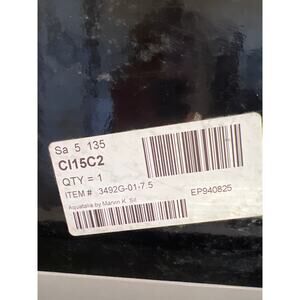 Sa 5 135
CI15C2
QTY = 1
ITEM # 3492G-01-7.5
EP940825
Aquatalia by Marvin K. Sil